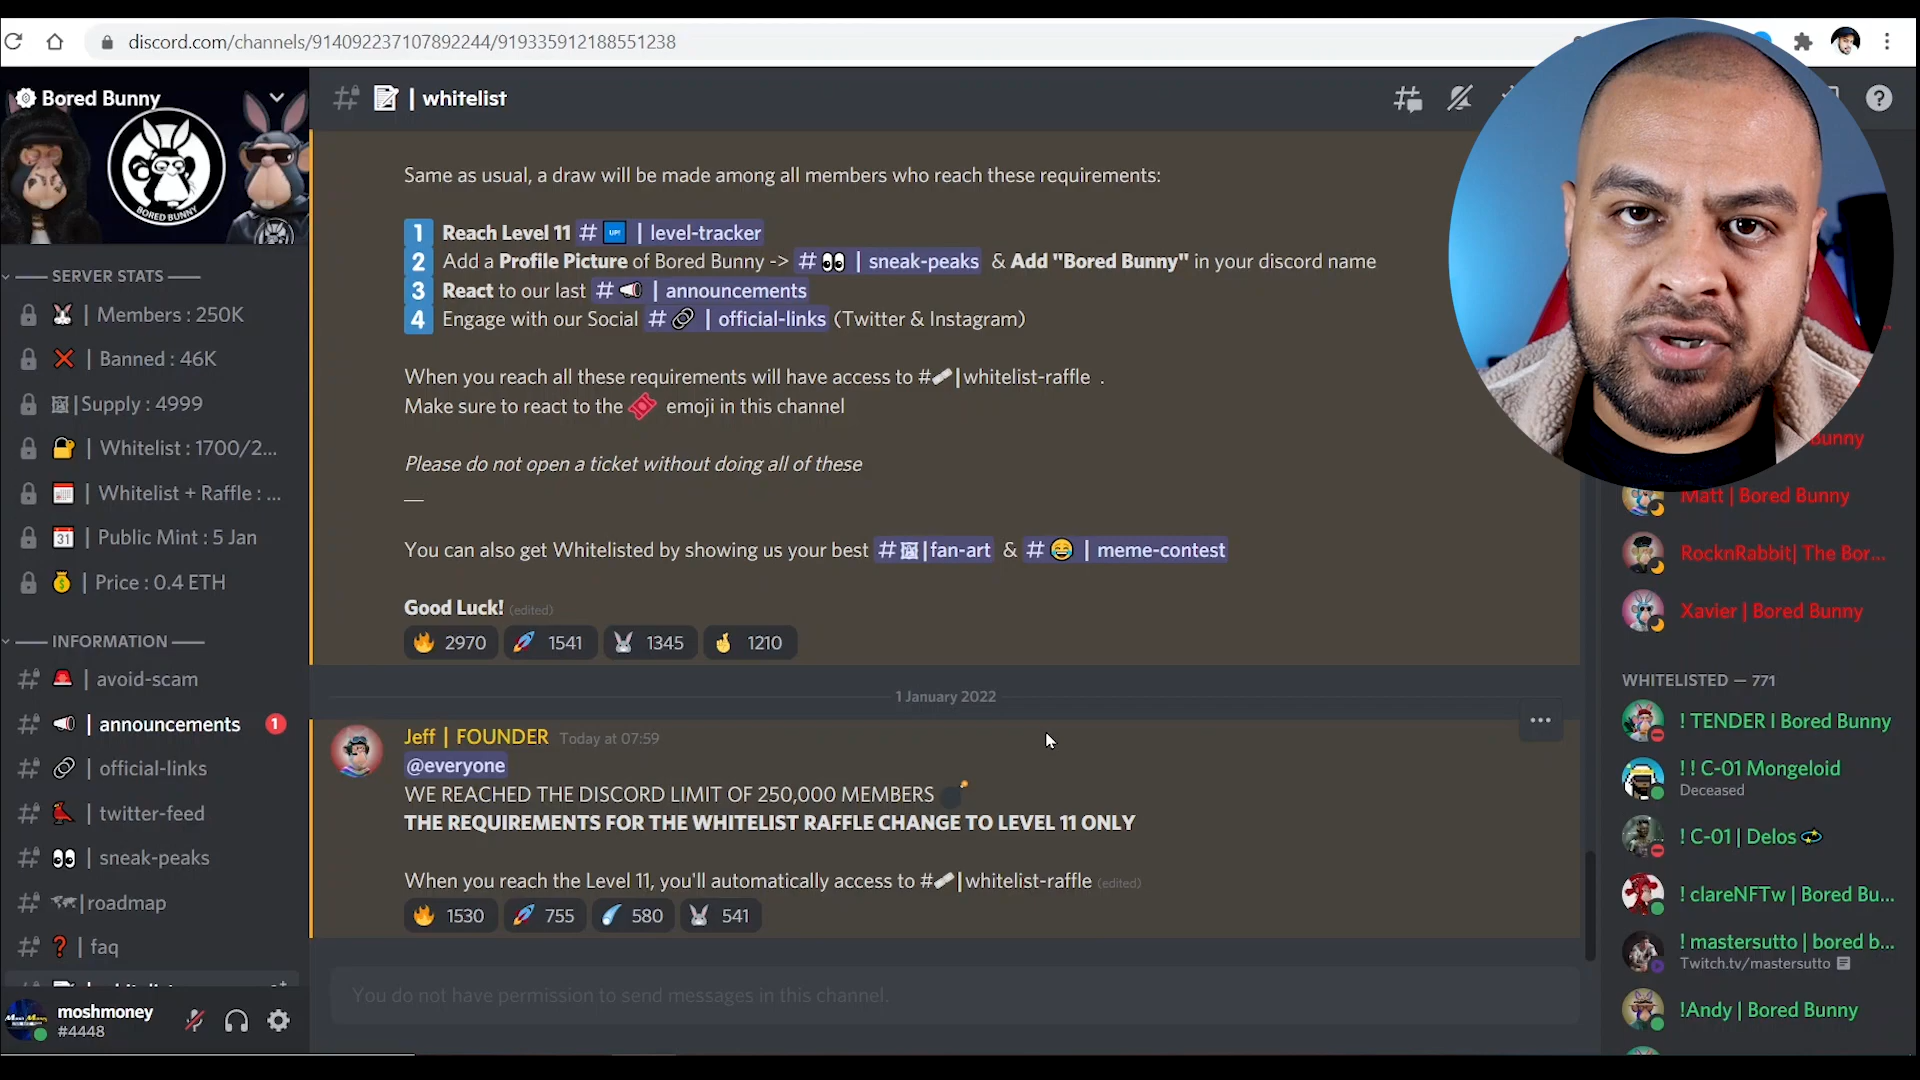 discord.com/channels/914092237107892244/919335912188551238
Bored Bunny
BORED BUNNY
SERVER STATS
| Members : 250K
| Banned : 46K
|Supply : 4999
| Whitelist : 1700/2...
| Whitelist + Raffle : ...
| Public Mint : 5 Jan
| Price : 0.4 ETH
INFORMATION
| avoid-scam
| announcements 1
| official-links
| twitter-feed
| sneak-peaks
|roadmap
| faq
moshmoney
#4448
| whitelist
Same as usual, a draw will be made among all members who reach these requirements:
1 Reach Level 11 # UP! | level-tracker
2 Add a Profile Picture of Bored Bunny -> # 👀 | sneak-peaks & Add "Bored Bunny" in your discord name
3 React to our last # 📣 | announcements
4 Engage with our Social # 🔗 | official-links (Twitter & Instagram)
When you reach all these requirements will have access to #|whitelist-raffle .
Make sure to react to the 🎟 emoji in this channel
Please do not open a ticket without doing all of these
—
You can also get Whitelisted by showing us your best #🖼|fan-art & # 😂 | meme-contest
Good Luck! (edited)
🔥 2970 🚀 1541 🐰 1345 🤞 1210
1 January 2022
Jeff | FOUNDER Today at 07:59
@everyone
WE REACHED THE DISCORD LIMIT OF 250,000 MEMBERS 💣
THE REQUIREMENTS FOR THE WHITELIST RAFFLE CHANGE TO LEVEL 11 ONLY
When you reach the Level 11, you'll automatically access to #|whitelist-raffle (edited)
🔥 1530 🚀 755 ☄ 580 🐰 541
You do not have permission to send messages in this channel.
Bunny
Matt | Bored Bunny
RocknRabbit| The Bor...
Xavier | Bored Bunny
WHITELISTED — 771
! TENDER I Bored Bunny
! ! C-01 Mongeloid
Deceased
! C-01 | Delos
! clareNFTw | Bored Bu...
! mastersutto | bored b...
Twitch.tv/mastersutto
!Andy | Bored Bunny